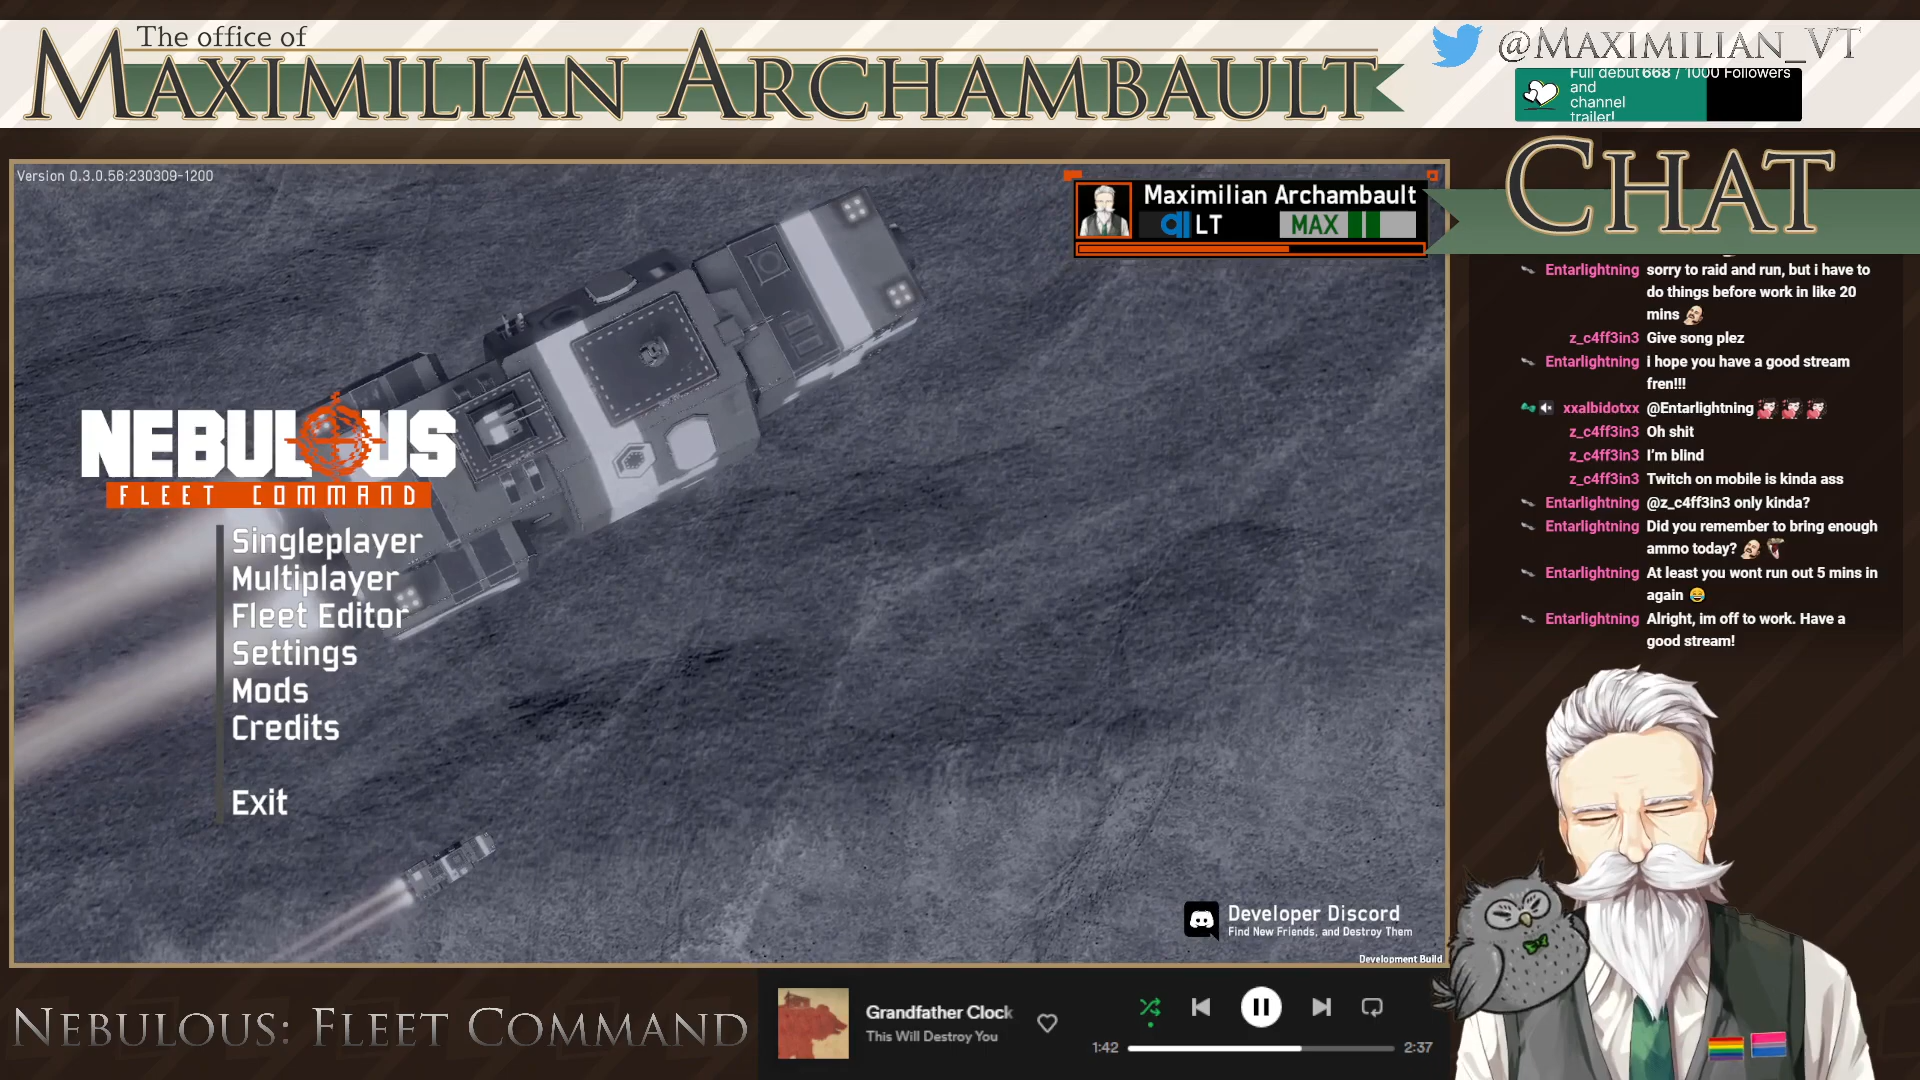 The office of
MAXIMILIAN ARCHAMBAULT
@MAXIMILIAN_VT
Full debut 668 / 1000 Followers
and
channel
trailer!
CHAT
Version 0.3.0.56:230309-1200
Maximilian Archambault
LT
MAX
NEBULOUS
FLEET COMMAND
Singleplayer
Multiplayer
Fleet Editor
Settings
Mods
Credits
Exit
Developer Discord
Find New Friends, and Destroy Them
Development Build
Entarlightning sorry to raid and run, but i have to
do things before work in like 20
mins
z_c4ff3in3 Give song plez
Entarlightning i hope you have a good stream
fren!!!
xxalbidotxx @Entarlightning
z_c4ff3in3 Oh shit
z_c4ff3in3 I'm blind
z_c4ff3in3 Twitch on mobile is kinda ass
Entarlightning @z_c4ff3in3 only kinda?
Entarlightning Did you remember to bring enough
ammo today?
Entarlightning At least you wont run out 5 mins in
again 😂
Entarlightning Alright, im off to work. Have a
good stream!
NEBULOUS: FLEET COMMAND
Grandfather Clock
This Will Destroy You
1:42
2:37